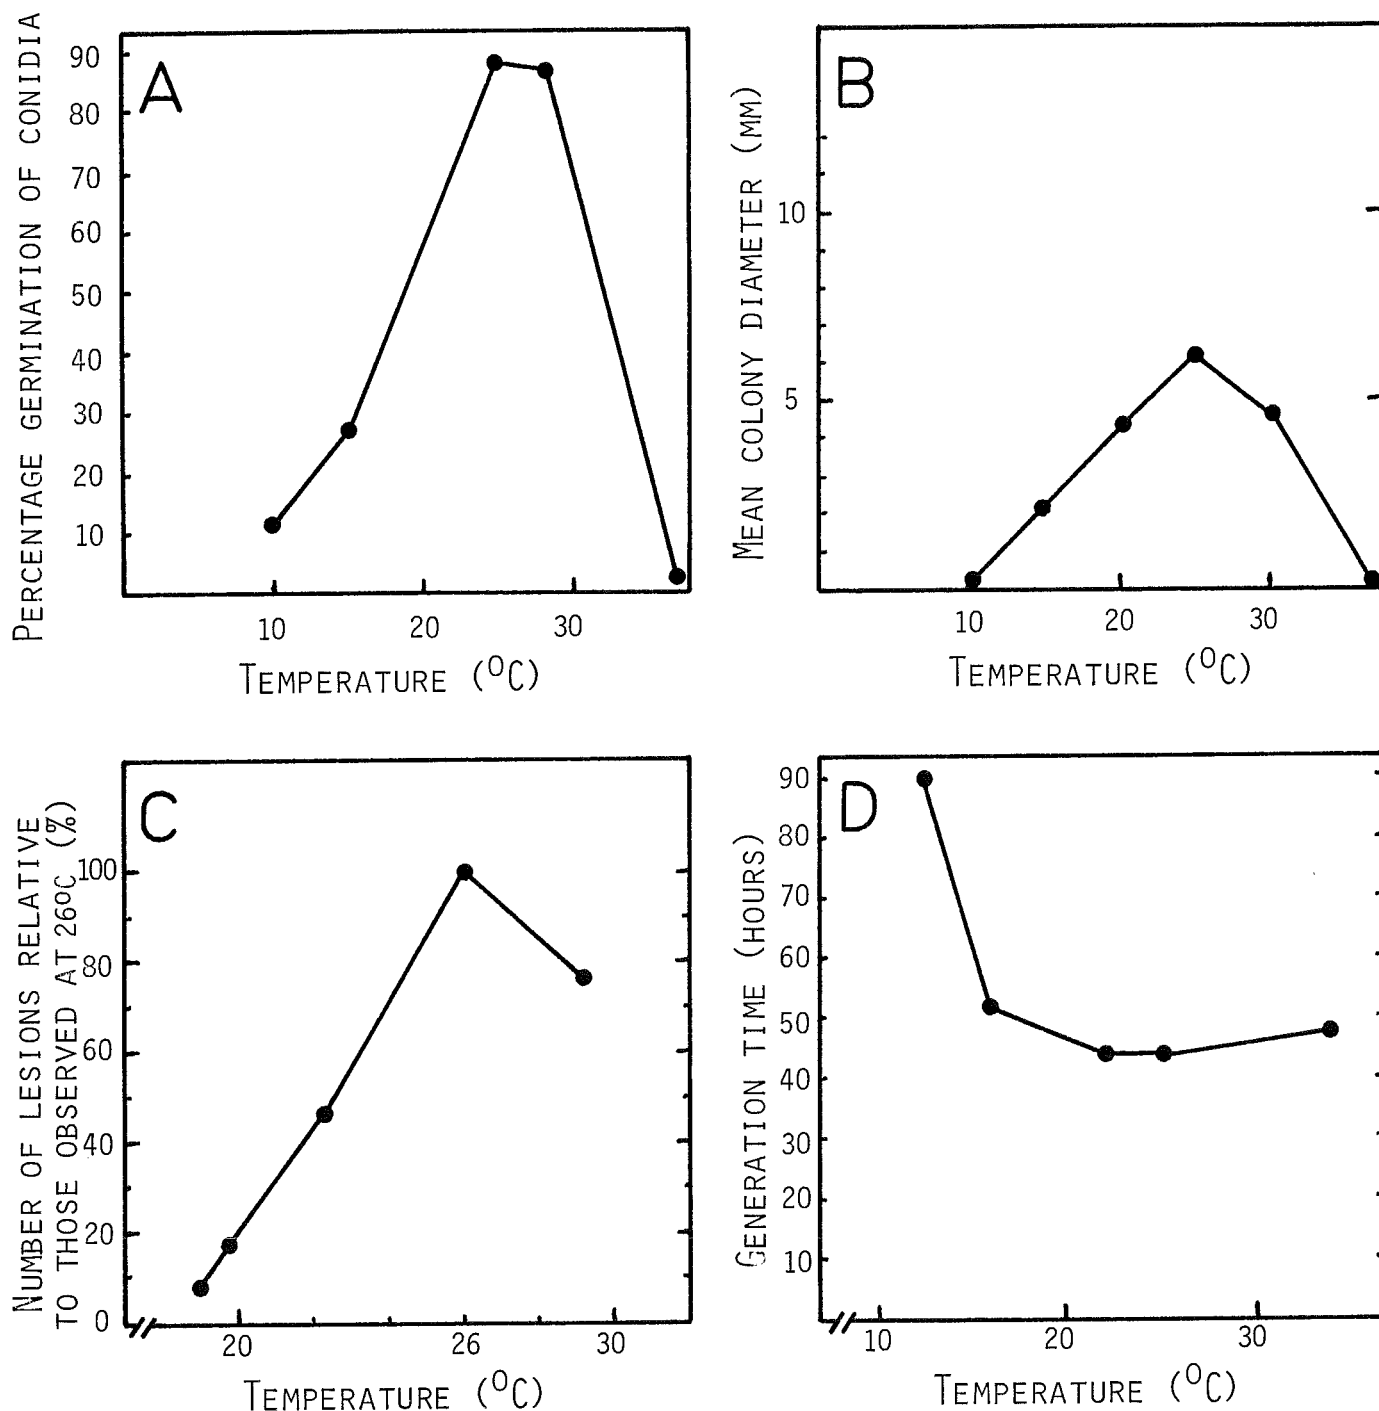 PERCENTAGE GERMINATION OF CONIDIA
A
90
80
70
60
50
40
30
20
10
10 20 30
TEMPERATURE (°C)
MEAN COLONY DIAMETER (MM)
B
10
5
10 20 30
TEMPERATURE (°C)
NUMBER OF LESIONS RELATIVE
TO THOSE OBSERVED AT 26°C (%)
C
100
80
60
40
20
0
20 26 30
TEMPERATURE (°C)
GENERATION TIME (HOURS)
D
90
80
70
60
50
40
30
20
10
10 20 30
TEMPERATURE (°C)